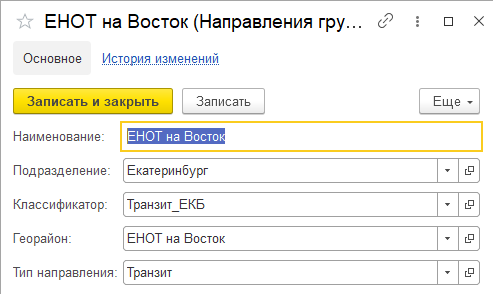 ЕНОТ на Восток (Направления гру...
Основное История изменений
Записать и закрыть Записать Еще
Наименование: ЕНОТ на Восток
Подразделение: Екатеринбург
Классификатор: Транзит_ЕКБ
Георайон: ЕНОТ на Восток
Тип направления: Транзит